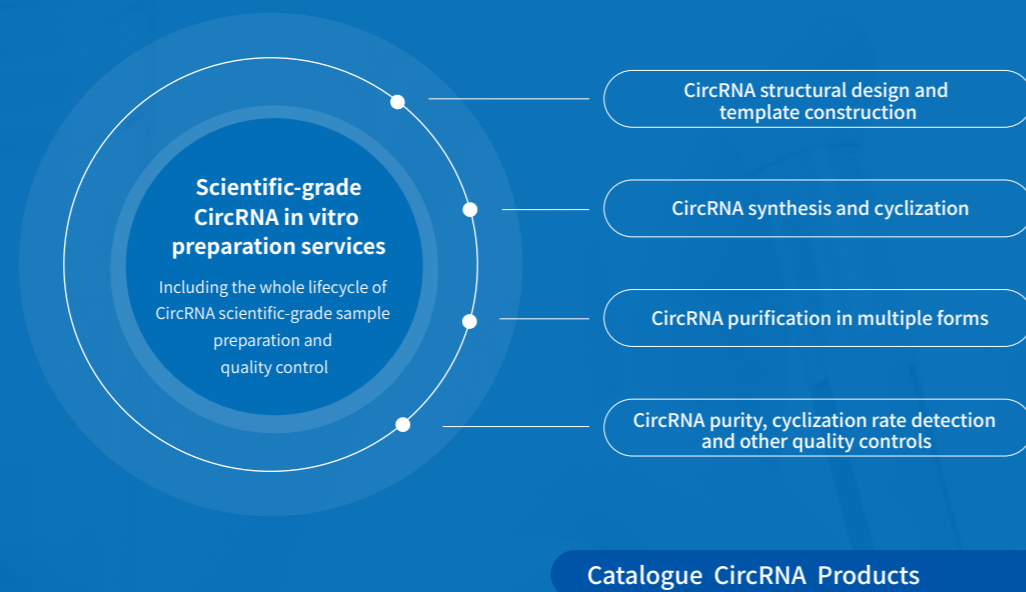 Scientific-grade
CircRNA in vitro
preparation services
Including the whole lifecycle of
CircRNA scientific-grade sample
preparation and
quality control
CircRNA structural design and
template construction
CircRNA synthesis and cyclization
CircRNA purification in multiple forms
CircRNA purity, cyclization rate detection
and other quality controls
Catalogue CircRNA Products